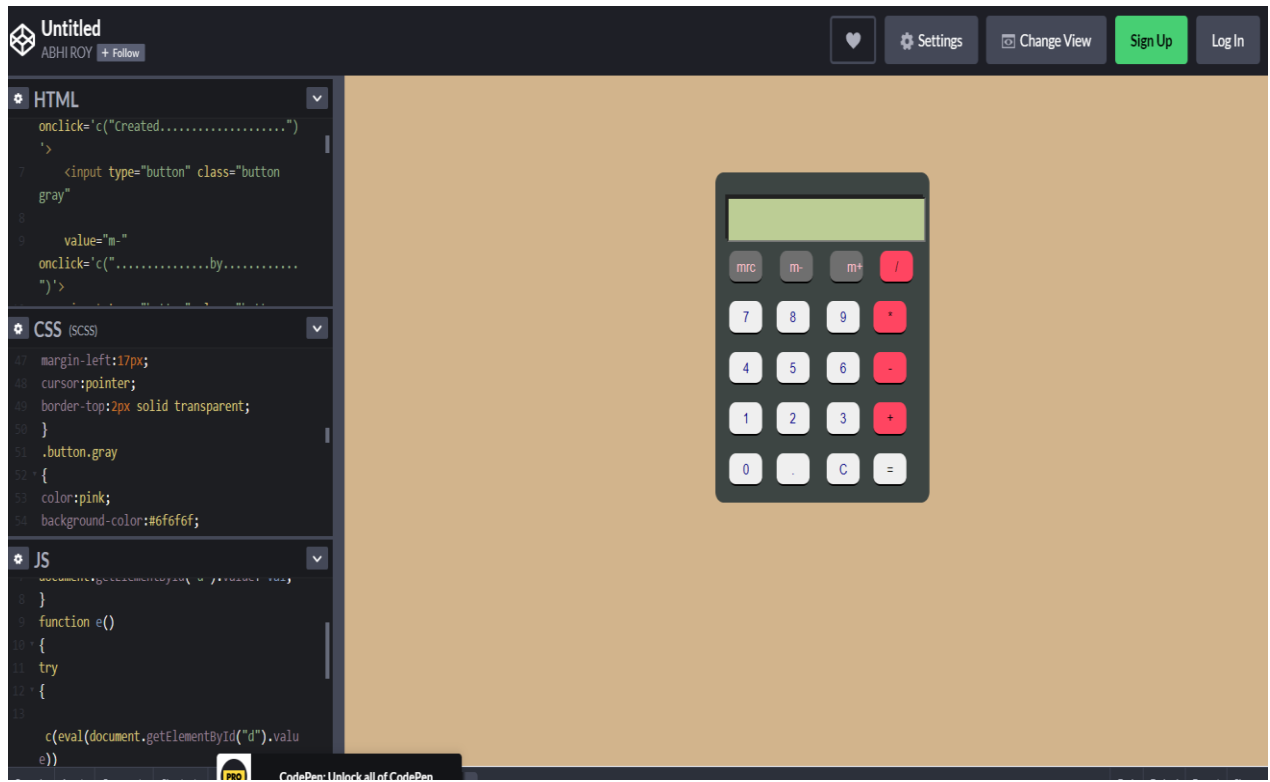 Untitled
ABHI ROY + Follow
Settings
Change View
Sign Up
Log In
HTML
onclick='c("Created....................")
'>
7 <input type="button" class="button
gray"
8
9 value="m-"
onclick='c("...............by............
")'>
CSS (SCSS)
47 margin-left:17px;
48 cursor:pointer;
49 border-top:2px solid transparent;
50 }
51 .button.gray
52 {
53 color:pink;
54 background-color:#6f6f6f;
JS
8 }
9 function e()
10 {
11 try
12 {
13
c(eval(document.getElementById("d").valu
e))
PRO
CodePen: Unlock all of CodePen
mrc m- m+ /
7 8 9 *
4 5 6 -
1 2 3 +
0 . C =